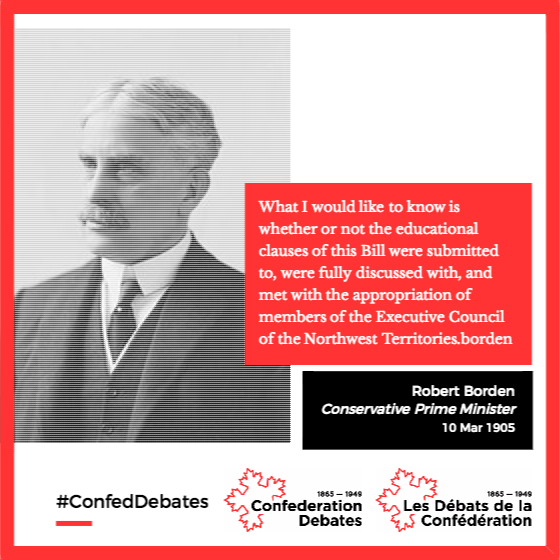 What I would like to know is
whether or not the educational
clauses of this Bill were submitted
to, were fully discussed with, and
met with the appropriation of
members of the Executive Council
of the Northwest Territories.borden
Robert Borden
Conservative Prime Minister
10 Mar 1905
#ConfedDebates
1865 — 1949
Confederation
Debates
1865 — 1949
Les Débats de la
Confédération